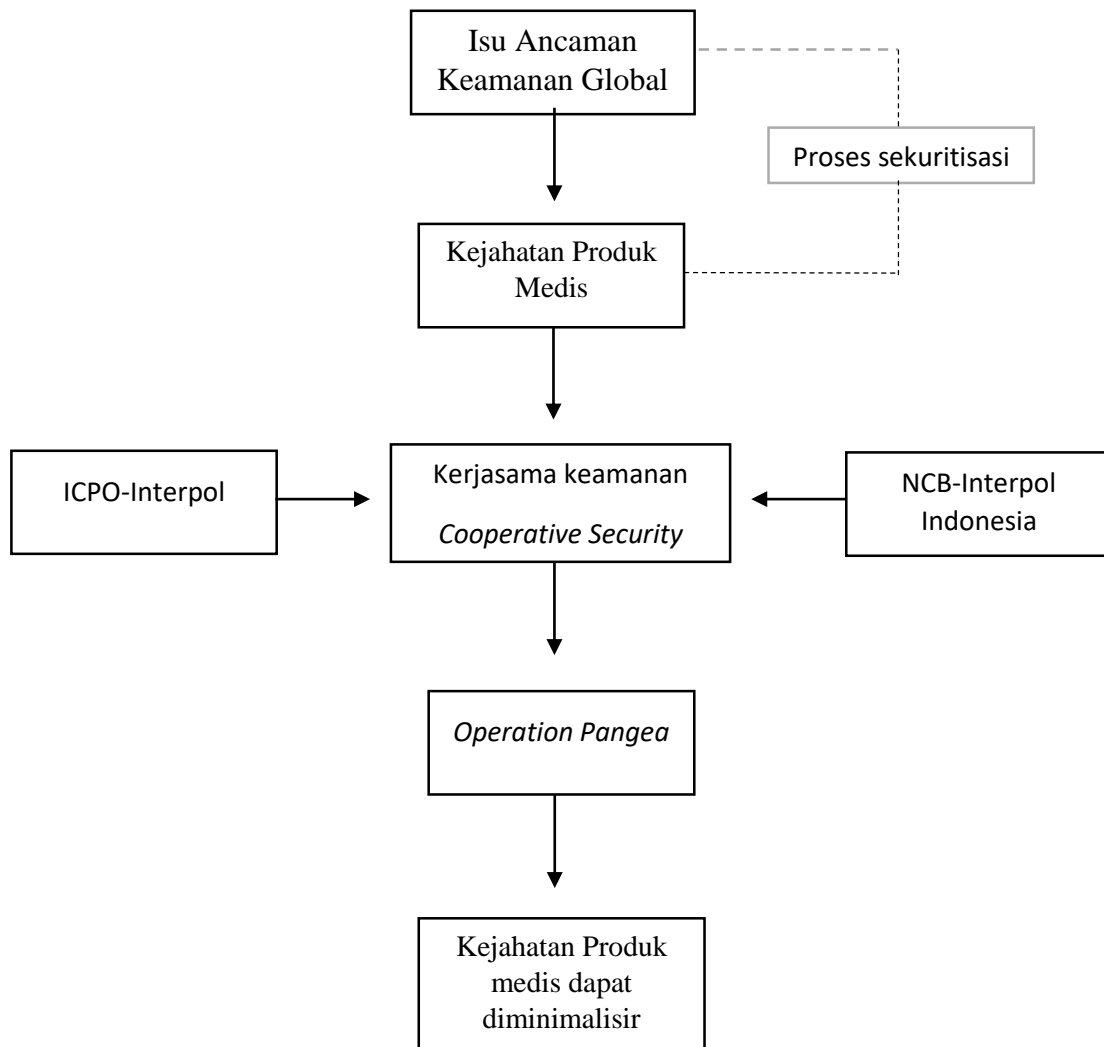 Isu Ancaman
Keamanan Global
Proses sekuritisasi
Kejahatan Produk
Medis
ICPO-Interpol
Kerjasama keamanan
Cooperative Security
NCB-Interpol
Indonesia
Operation Pangea
Kejahatan Produk
medis dapat
diminimalisir